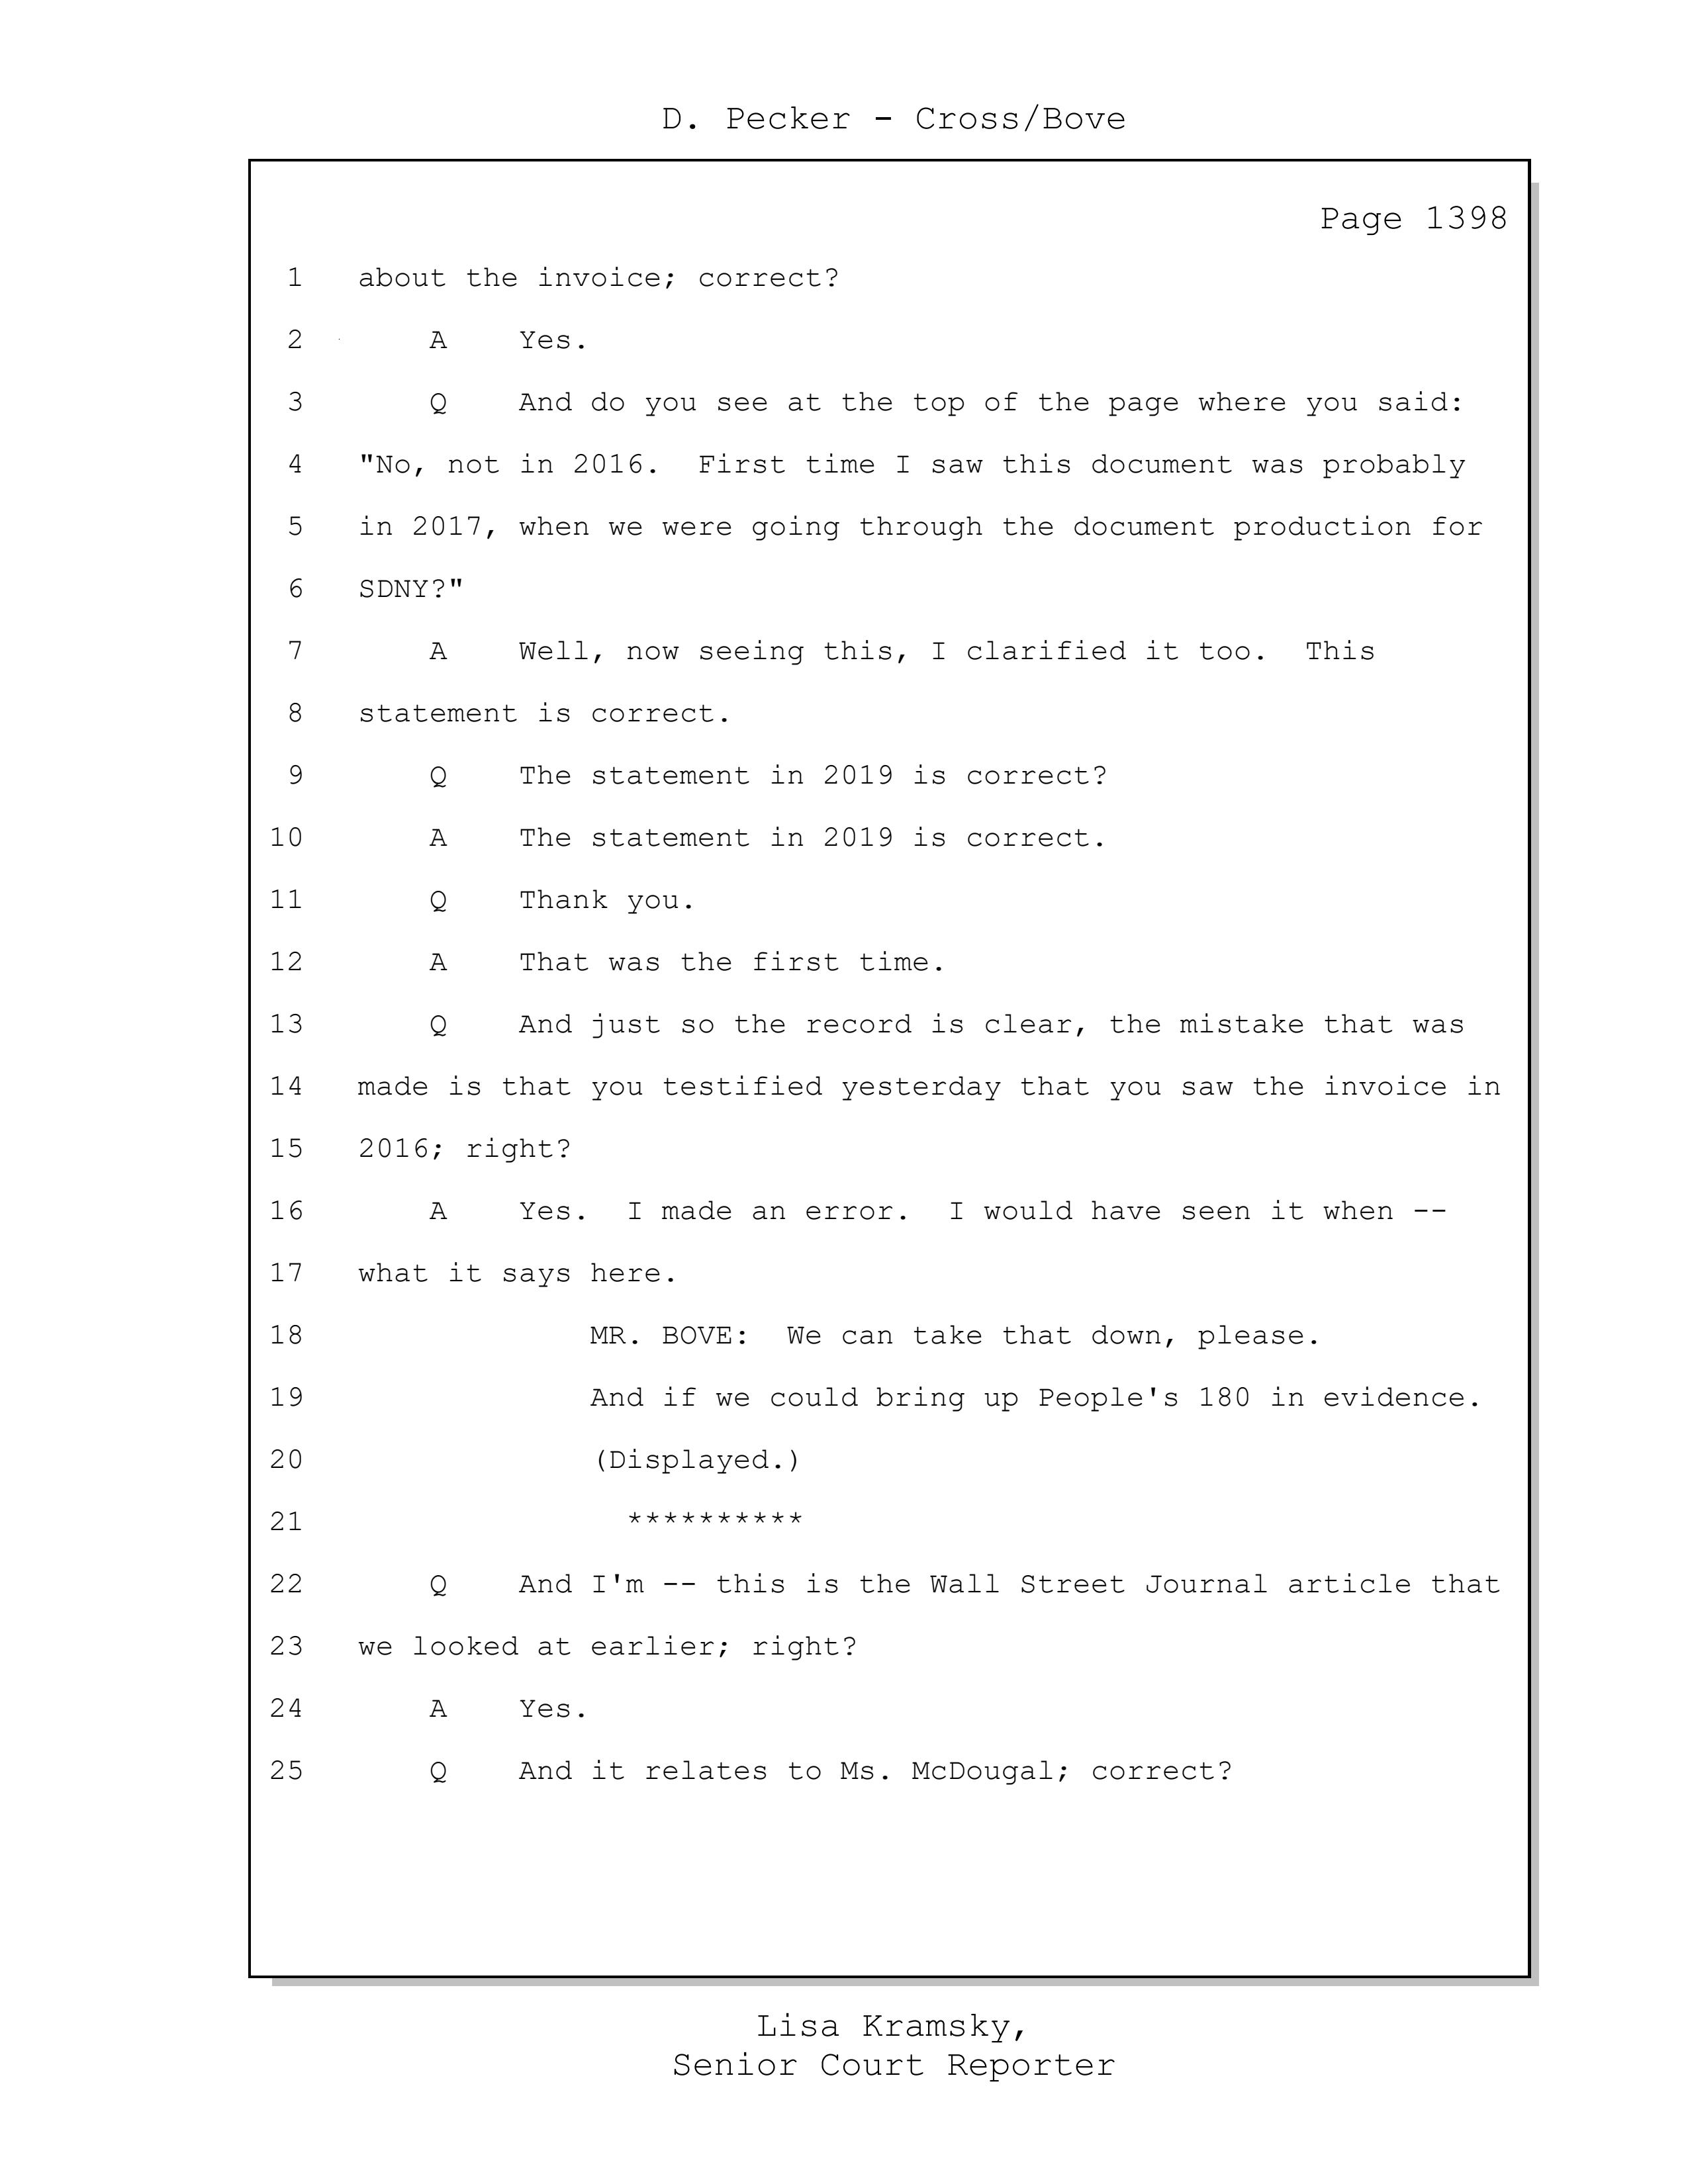 D. Pecker - Cross/Bove
Page 1398
1 about the invoice; correct?
2 A Yes.
3 Q And do you see at the top of the page where you said:
4 "No, not in 2016. First time I saw this document was probably
5 in 2017, when we were going through the document production for
6 SDNY?"
7 A Well, now seeing this, I clarified it too. This
8 statement is correct.
9 Q The statement in 2019 is correct?
10 A The statement in 2019 is correct.
11 Q Thank you.
12 A That was the first time.
13 Q And just so the record is clear, the mistake that was
14 made is that you testified yesterday that you saw the invoice in
15 2016; right?
16 A Yes. I made an error. I would have seen it when --
17 what it says here.
18 MR. BOVE: We can take that down, please.
19 And if we could bring up People's 180 in evidence.
20 (Displayed.)
21 **********
22 Q And I'm -- this is the Wall Street Journal article that
23 we looked at earlier; right?
24 A Yes.
25 Q And it relates to Ms. McDougal; correct?
Lisa Kramsky,
Senior Court Reporter